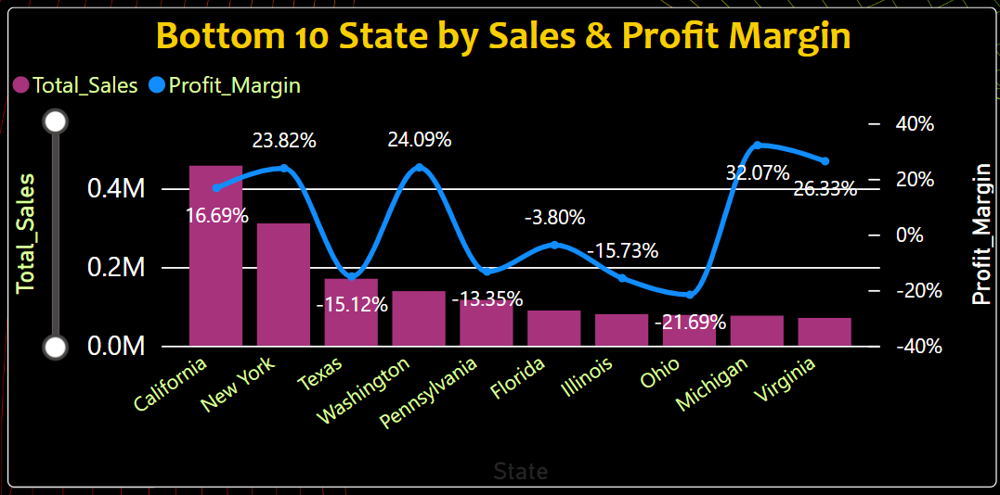 Bottom 10 State by Sales & Profit Margin
Total_Sales Profit_Margin
Total_Sales
0.4M
0.2M
0.0M
16.69%
23.82%
-15.12%
24.09%
-13.35%
-3.80%
-15.73%
-21.69%
32.07%
26.33%
40%
20%
0%
-20%
-40%
Profit_Margin
California
New York
Texas
Washington
Pennsylvania
Florida
Illinois
Ohio
Michigan
Virginia
State